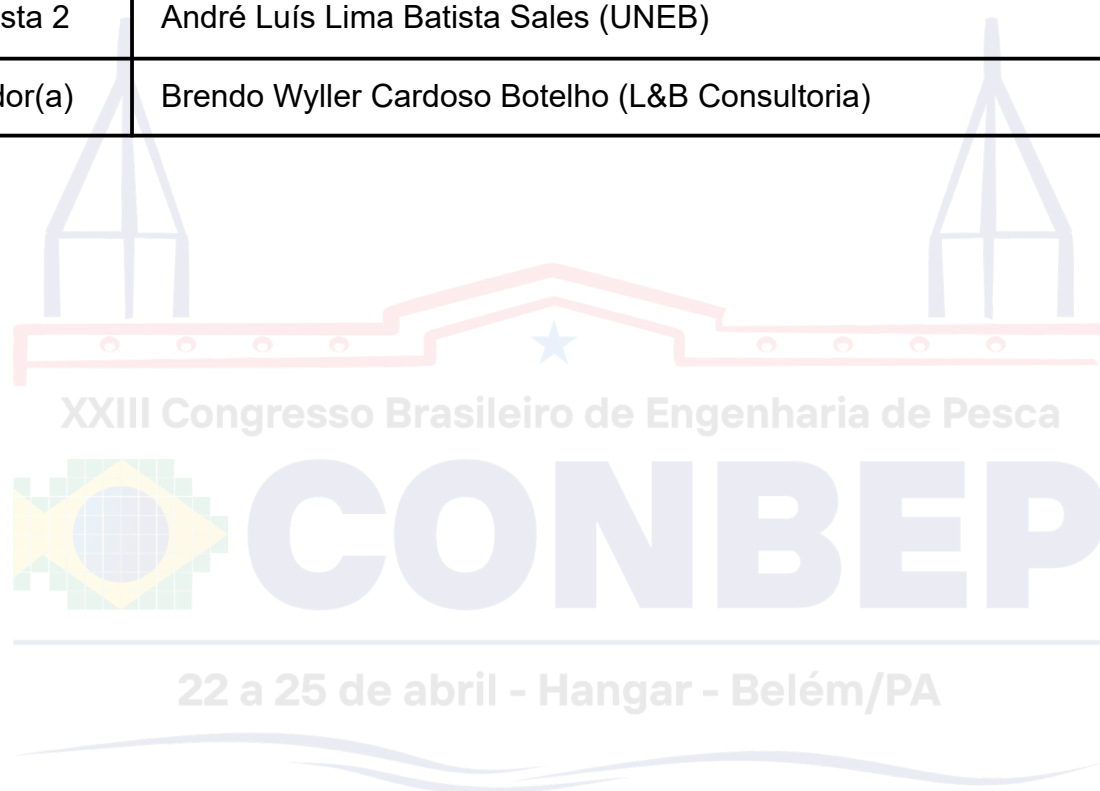 sta 2 André Luís Lima Batista Sales (UNEB)
dor(a) Brendo Wyller Cardoso Botelho (L&B Consultoria)
XXIII Congresso Brasileiro de Engenharia de Pesca
CONBEP
22 a 25 de abril - Hangar - Belém/PA